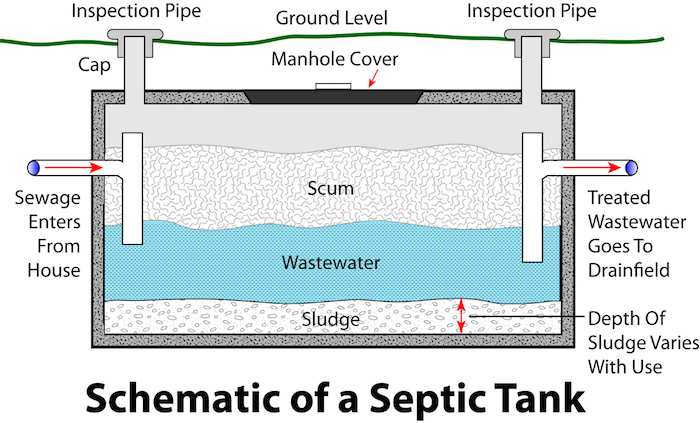 Inspection Pipe
Ground Level
Inspection Pipe
Cap
Manhole Cover
Sewage
Enters
From
House
Scum
Treated
Wastewater
Goes To
Drainfield
Wastewater
Sludge
Depth Of
Sludge Varies
With Use
Schematic of a Septic Tank